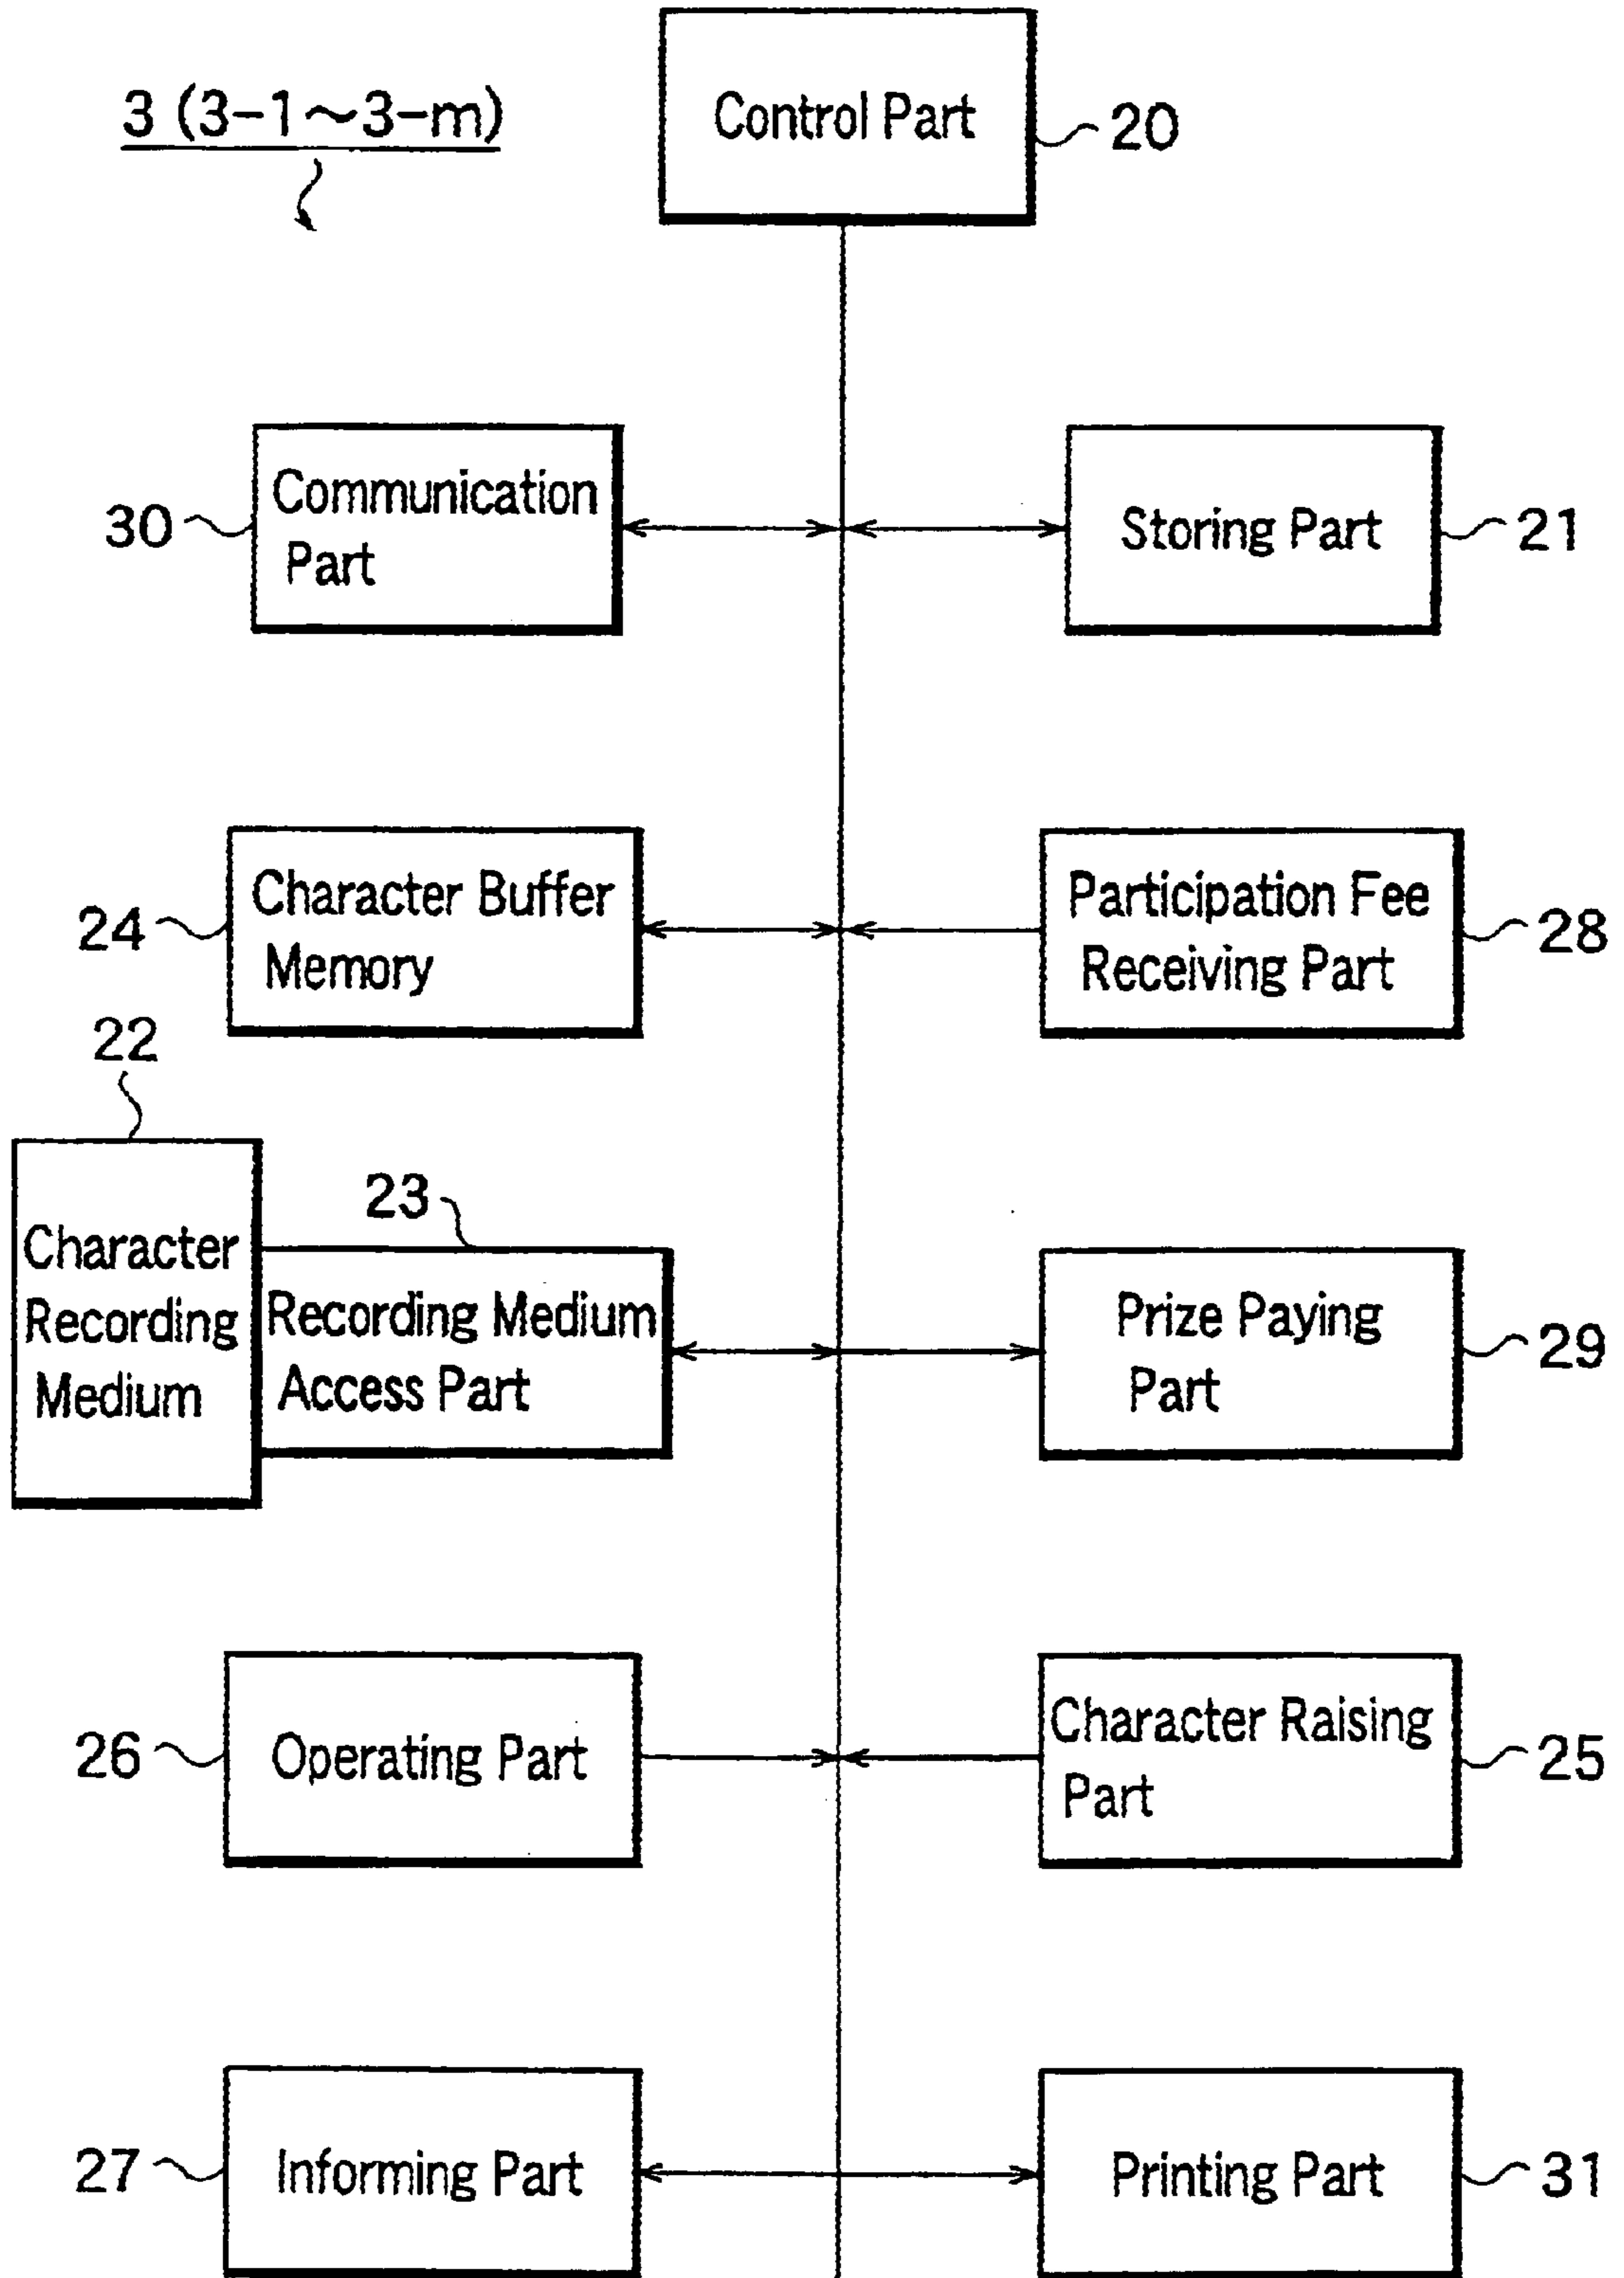 3 (3-1～3-m)
Control Part
20
Communication
Part
30
Storing Part
21
Character Buffer
Memory
24
Participation Fee
Receiving Part
28
22
Character
Recording
Medium
23
Recording Medium
Access Part
Prize Paying
Part
29
26
Operating Part
Character Raising
Part
25
27
Informing Part
Printing Part
31